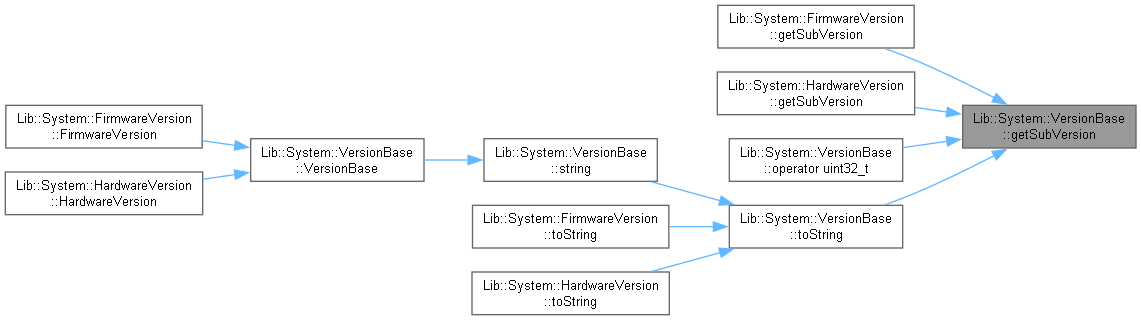 Lib::System::FirmwareVersion
::getSubVersion
Lib::System::HardwareVersion
::getSubVersion
Lib::System::FirmwareVersion
::FirmwareVersion
Lib::System::VersionBase
::getSubVersion
Lib::System::VersionBase
::VersionBase
Lib::System::VersionBase
::string
Lib::System::VersionBase
::operator uint32_t
Lib::System::HardwareVersion
::HardwareVersion
Lib::System::FirmwareVersion
::toString
Lib::System::VersionBase
::toString
Lib::System::HardwareVersion
::toString